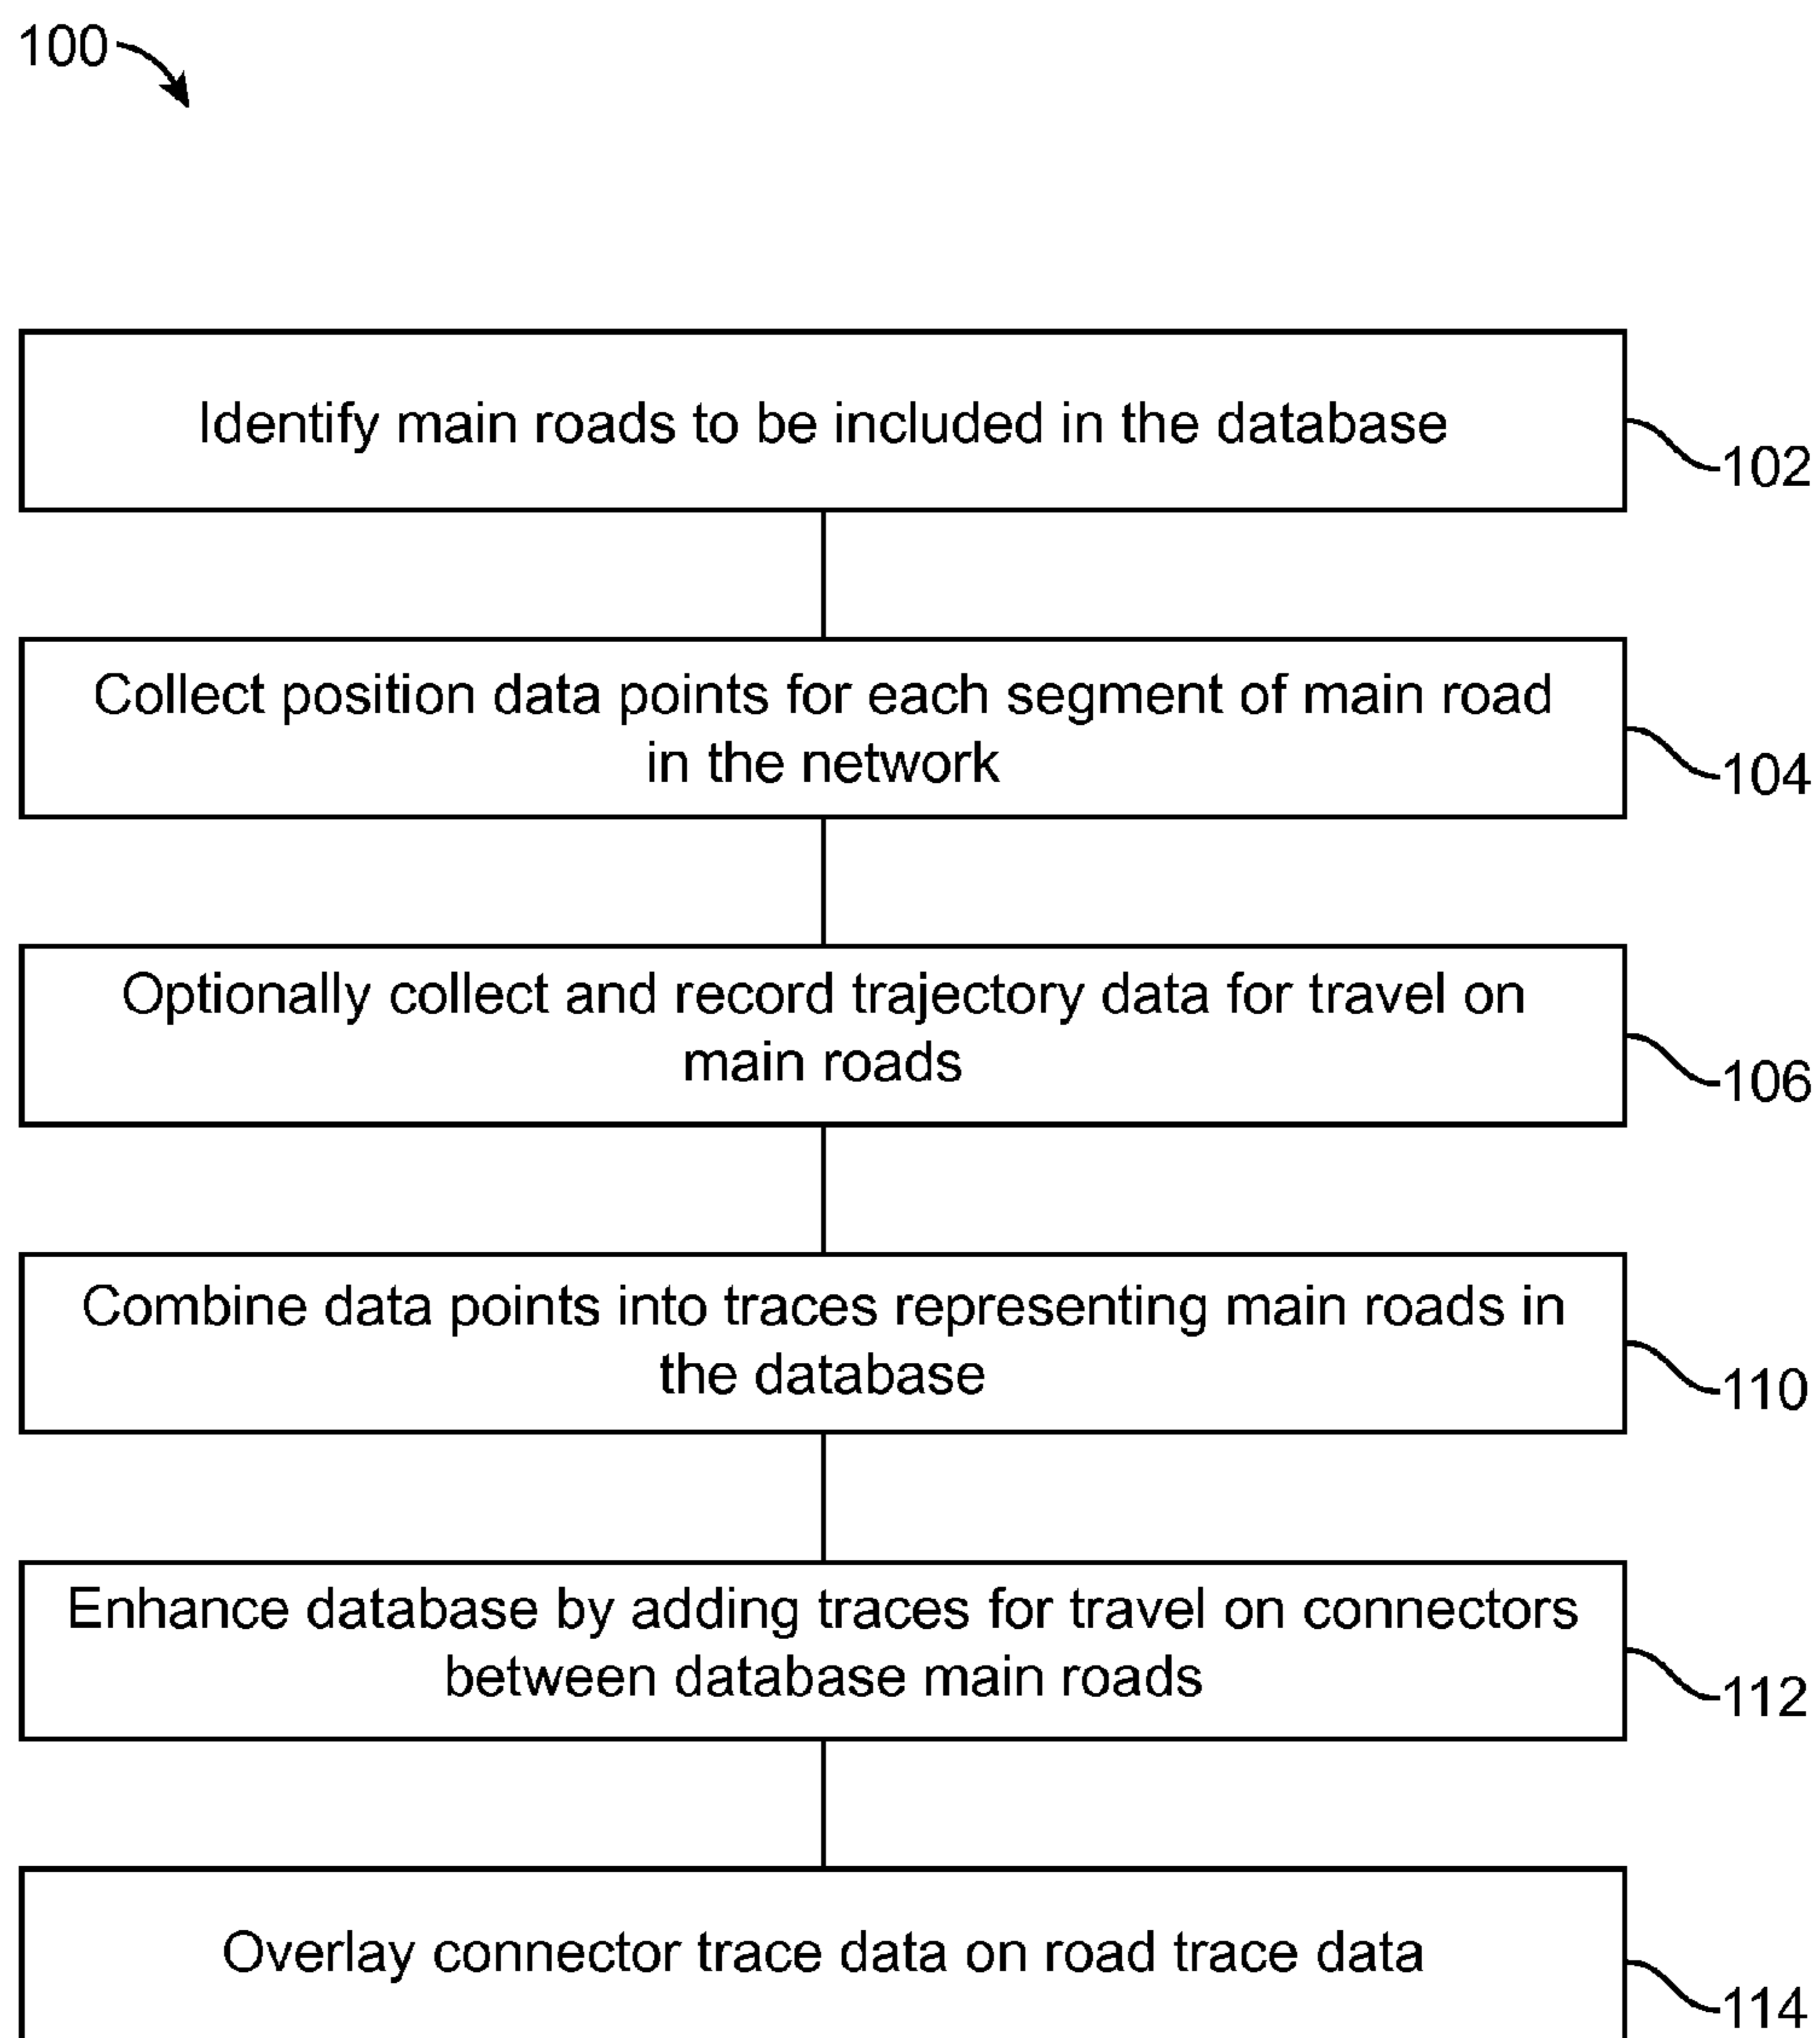 100
Identify main roads to be included in the database
102
Collect position data points for each segment of main road
in the network
104
Optionally collect and record trajectory data for travel on
main roads
106
Combine data points into traces representing main roads in
the database
110
Enhance database by adding traces for travel on connectors
between database main roads
112
Overlay connector trace data on road trace data
114